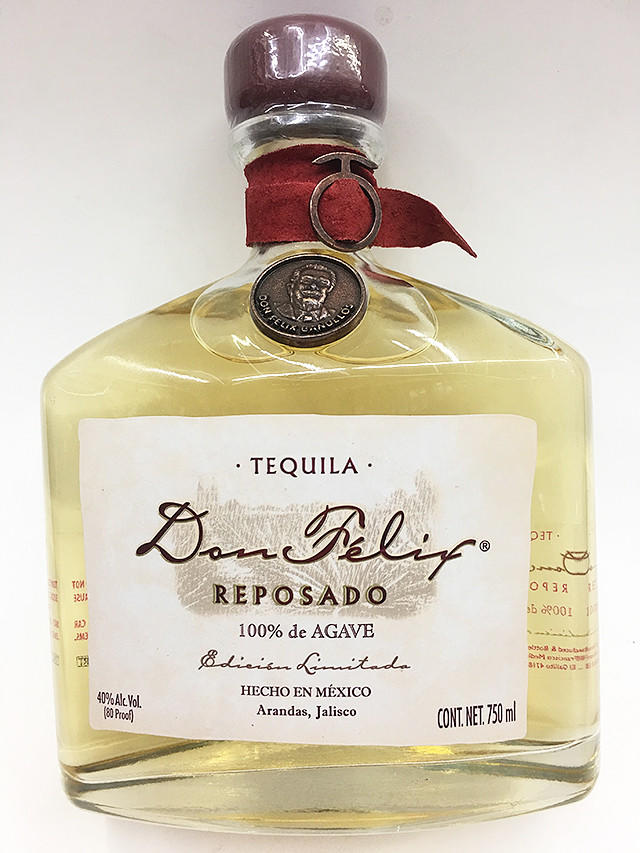 DON FELIX BAÑUELOS
· TEQUILA ·
Don Félix®
REPOSADO
100% de AGAVE
Edición Limitada
HECHO EN MÉXICO
Arandas, Jalisco
40% Alc. Vol.
(80 Proof)
CONT. NET. 750 ml